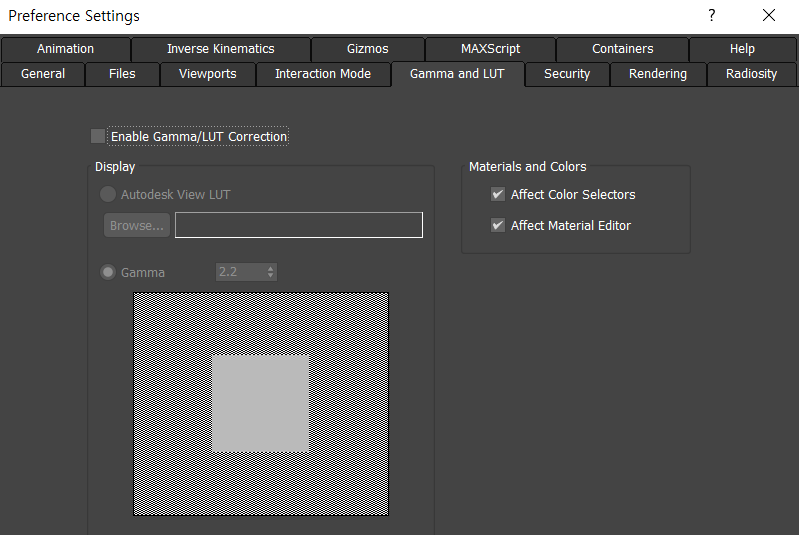 Preference Settings
?
Animation Inverse Kinematics Gizmos MAXScript Containers Help
General Files Viewports Interaction Mode Gamma and LUT Security Rendering Radiosity
Enable Gamma/LUT Correction
Display
Autodesk View LUT
Browse...
Gamma 2.2
Materials and Colors
Affect Color Selectors
Affect Material Editor